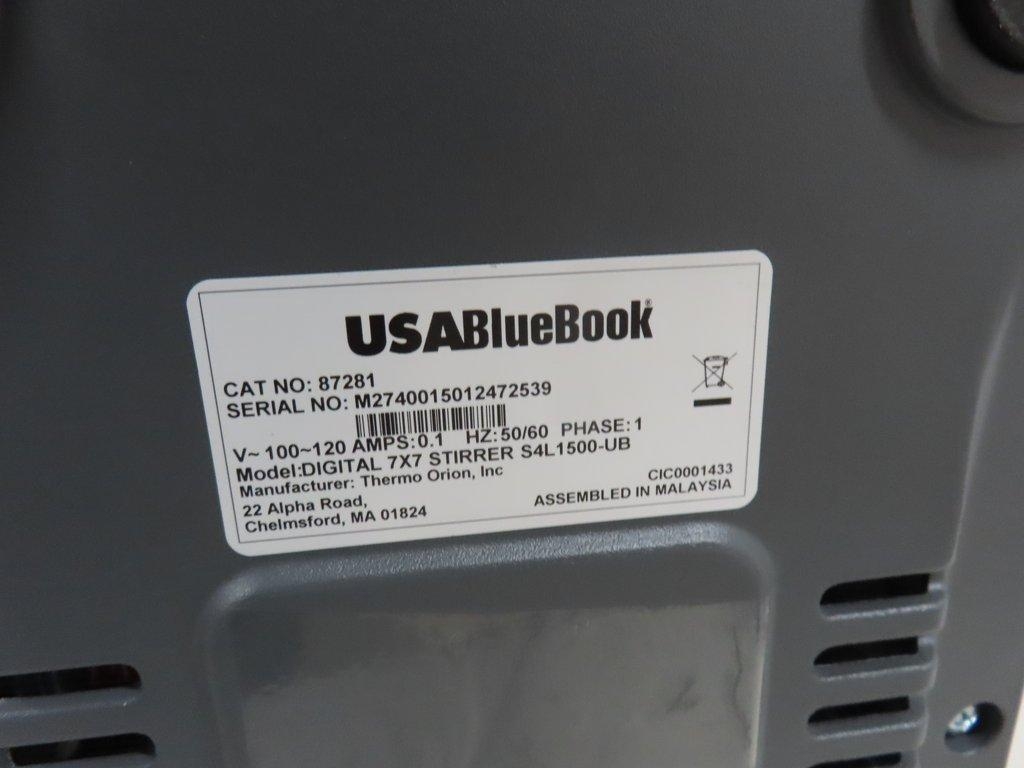 USABlueBook®
CAT NO: 87281
SERIAL NO: M2740015012472539
V~ 100~120 AMPS:0.1 HZ:50/60 PHASE:1
Model:DIGITAL 7X7 STIRRER S4L1500-UB
Manufacturer: Thermo Orion, Inc
22 Alpha Road,
Chelmsford, MA 01824
CIC0001433
ASSEMBLED IN MALAYSIA